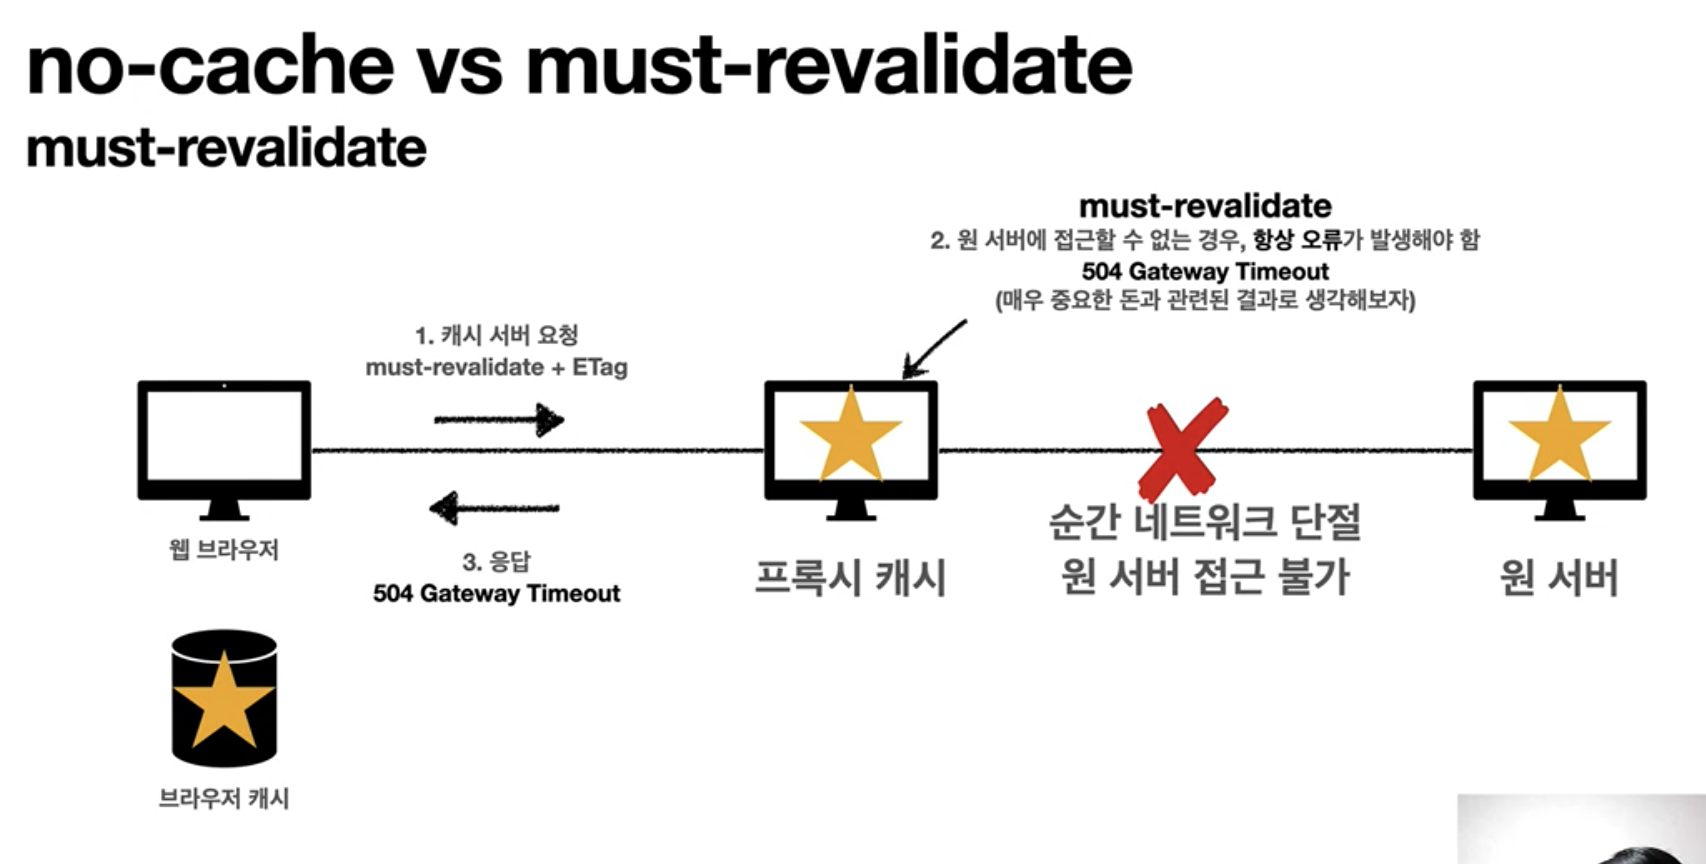 no-cache vs must-revalidate
must-revalidate
must-revalidate
2. 원 서버에 접근할 수 없는 경우, 항상 오류가 발생해야 함
504 Gateway Timeout
(매우 중요한 돈과 관련된 결과로 생각해보자)
1. 캐시 서버 요청
must-revalidate + ETag
웹 브라우저
3. 응답
504 Gateway Timeout
프록시 캐시
순간 네트워크 단절
원 서버 접근 불가
원 서버
브라우저 캐시